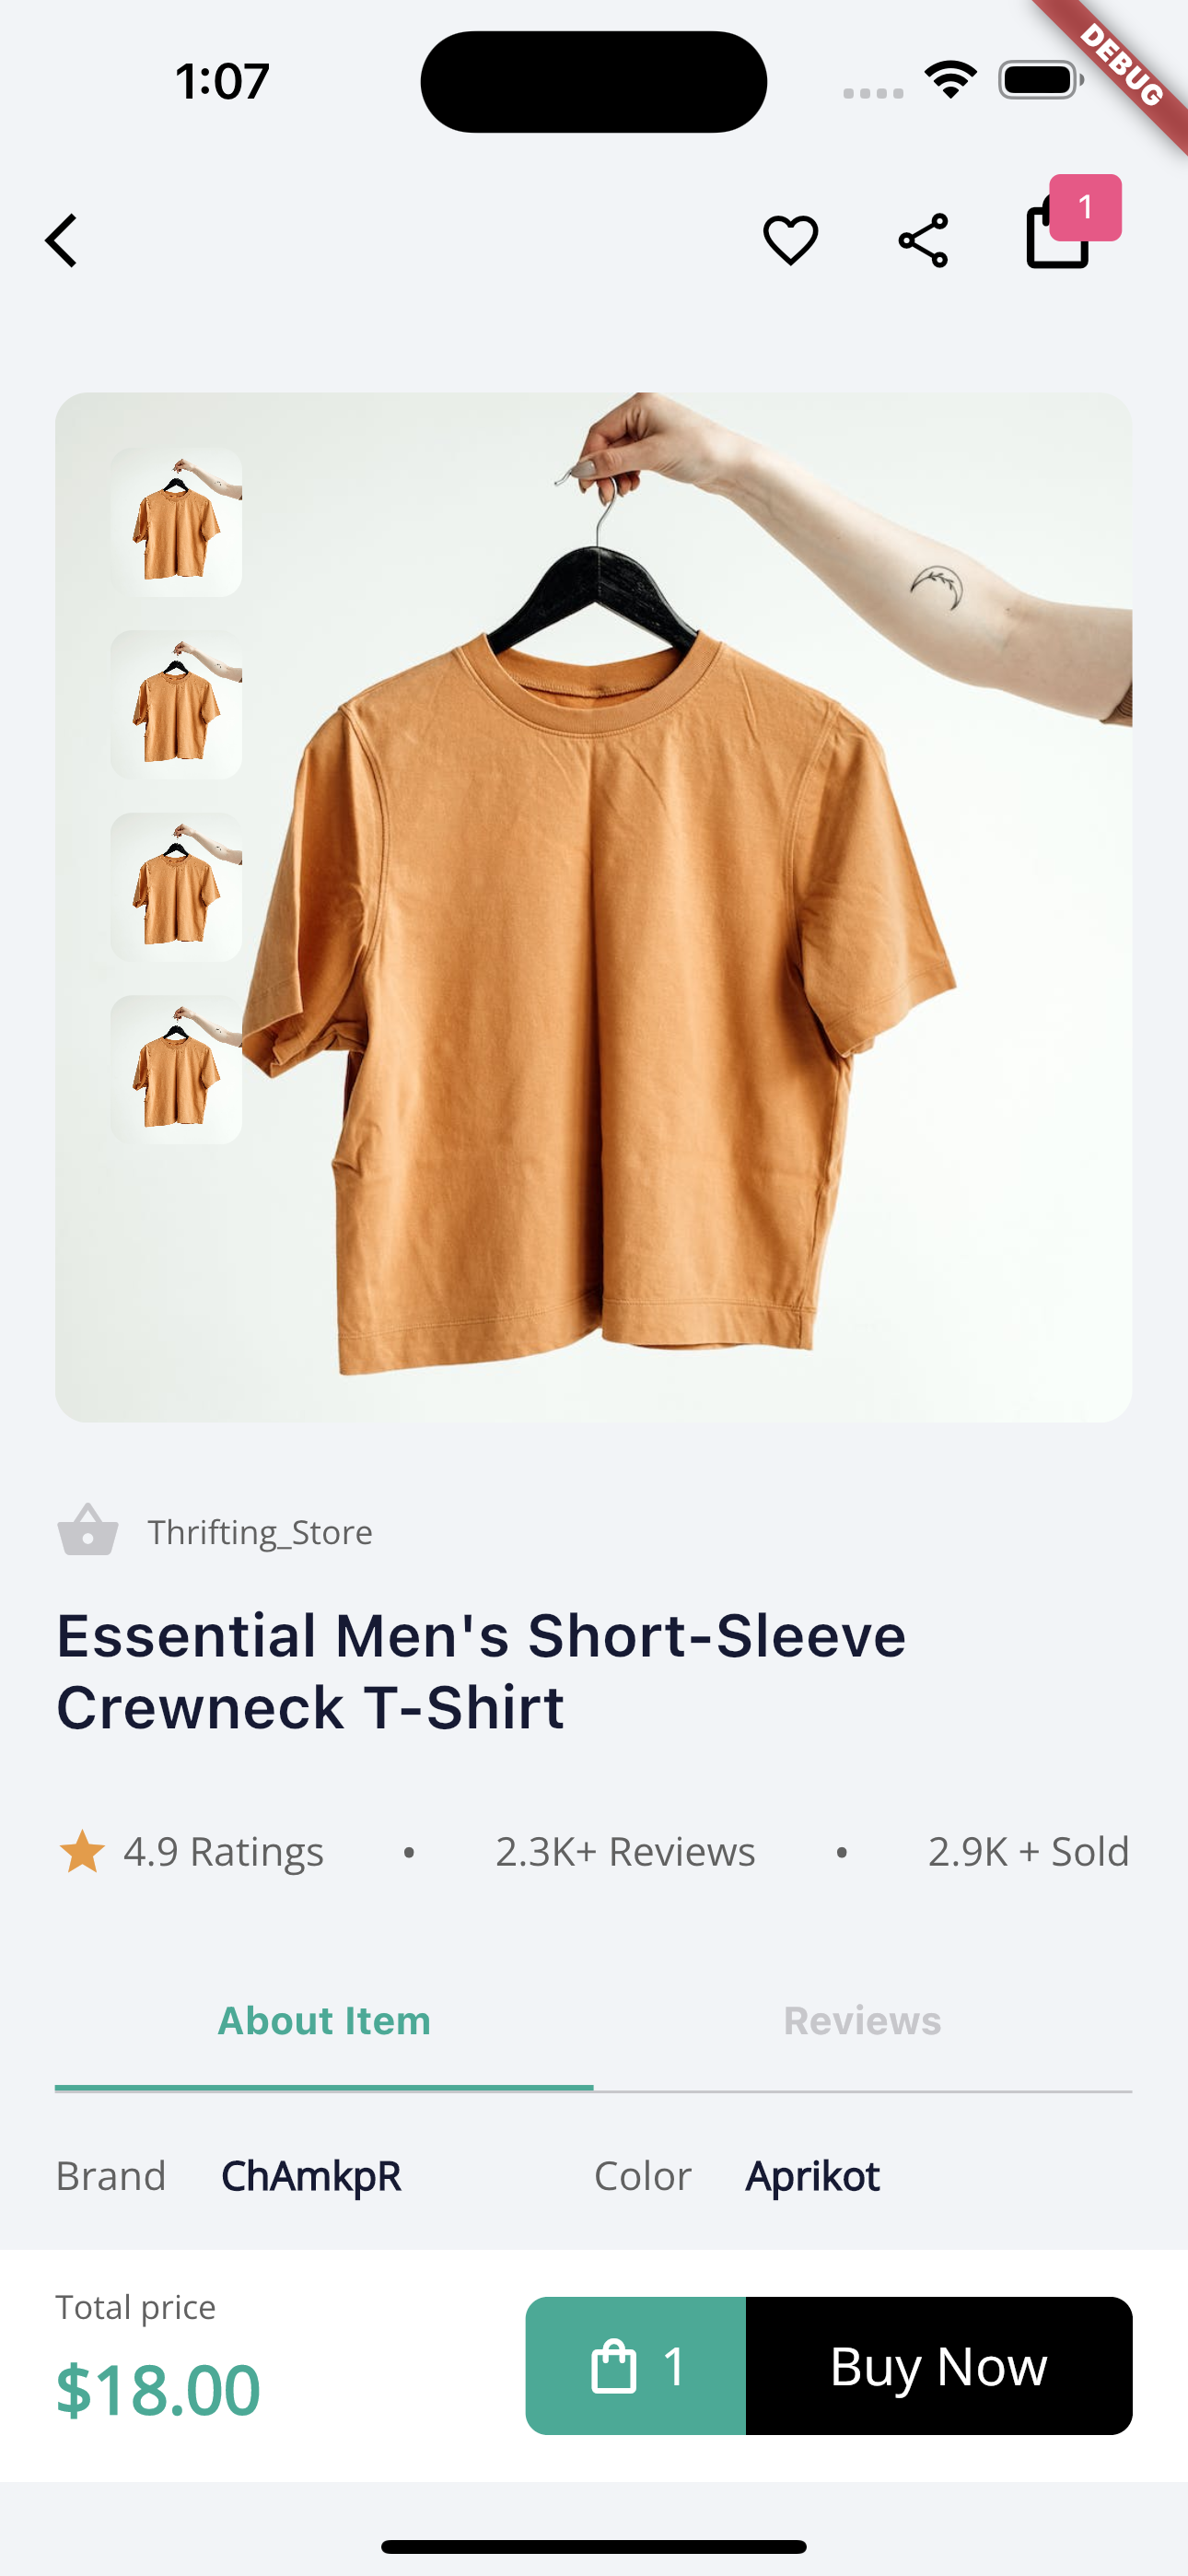 1:07
DEBUG
1
Thrifting_Store
Essential Men's Short-Sleeve
Crewneck T-Shirt
4.9 Ratings • 2.3K+ Reviews • 2.9K + Sold
About Item Reviews
Brand ChAmkpR Color Aprikot
Total price
$18.00
1 Buy Now